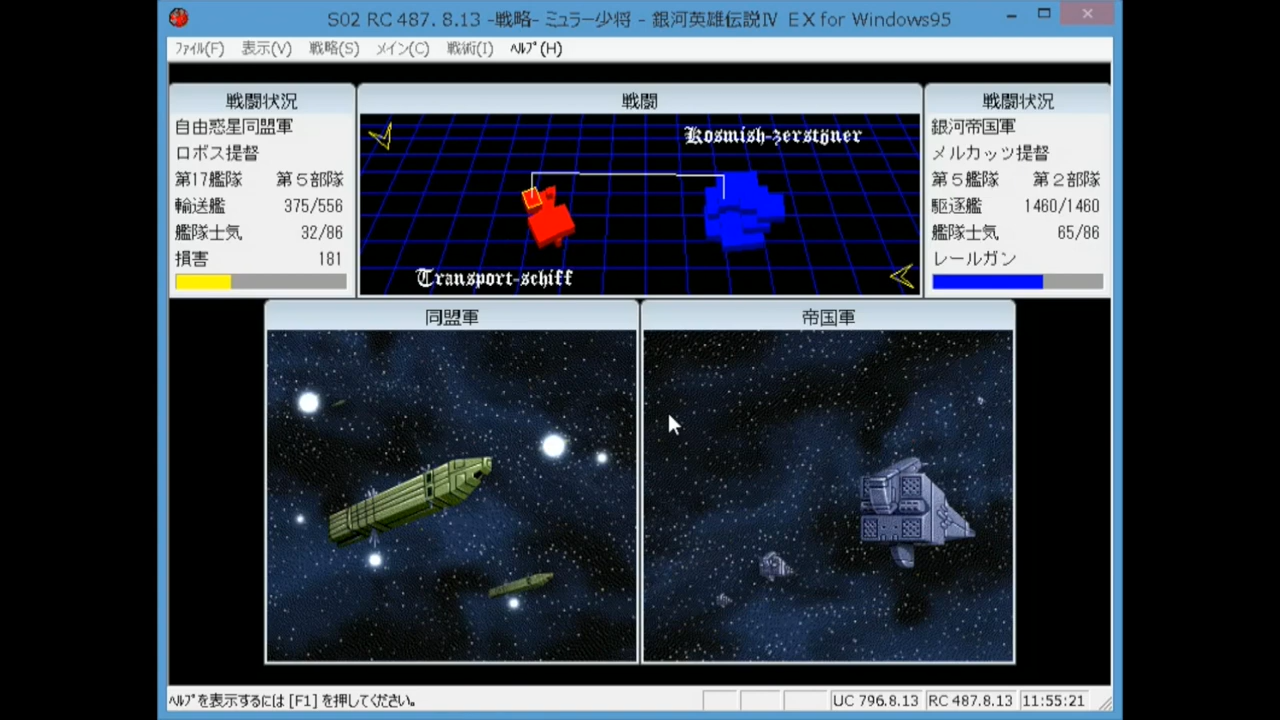 S02 RC 487. 8.13 -戦略- ミュラー少将 - 銀河英雄伝説Ⅳ EX for Windows95
ﾌｧｲﾙ(F) 表示(V) 戦略(S) ﾒｲﾝ(C) 戦術(I) ﾍﾙﾌﾟ(H)
戦闘状況
自由惑星同盟軍
ロボス提督
第17艦隊 第５部隊
輸送艦 375/556
艦隊士気 32/86
損害 181
戦闘
Kosmish-zerstöner
Transport-schiff
戦闘状況
銀河帝国軍
メルカッツ提督
第５艦隊 第２部隊
駆逐艦 1460/1460
艦隊士気 65/86
レールガン
同盟軍
帝国軍
ﾍﾙﾌﾟを表示するには [F1] を押してください。
UC 796.8.13 RC 487.8.13 11:55:21